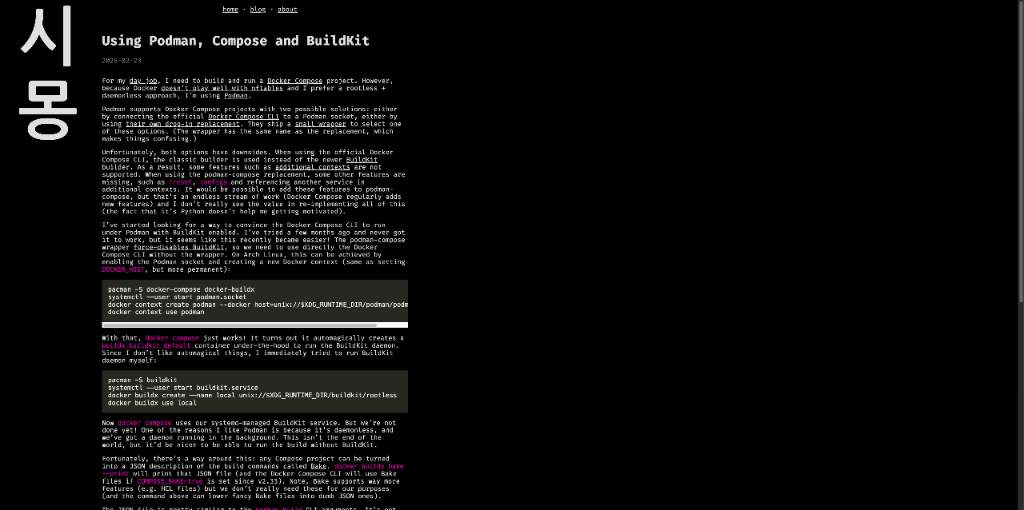 시
몽
home · blog · about
Using Podman, Compose and BuildKit
2025-02-23
For my day job, I need to build and run a Docker Compose project. However,
because Docker doesn't play well with nftables and I prefer a rootless +
daemonless approach, I'm using Podman.
Podman supports Docker Compose projects with two possible solutions: either
by connecting the official Docker Compose CLI to a Podman socket, either by
using their own drop-in replacement. They ship a small wrapper to select one
of these options. (The wrapper has the same name as the replacement, which
makes things confusing.)
Unfortunately, both options have downsides. When using the official Docker
Compose CLI, the classic builder is used instead of the newer BuildKit
builder. As a result, some features such as additional contexts are not
supported. When using the podman-compose replacement, some other features are
missing, such as !reset, configs and referencing another service in
additional contexts. It would be possible to add these features to podman-
compose, but that's an endless stream of work (Docker Compose regularly adds
new features) and I don't really see the value in re-implementing all of this
(the fact that it's Python doesn't help me getting motivated).
I've started looking for a way to convince the Docker Compose CLI to run
under Podman with BuildKit enabled. I've tried a few months ago and never got
it to work, but it seems like this recently became easier! The podman-compose
wrapper force-disables BuildKit, so we need to use directly the Docker
Compose CLI without the wrapper. On Arch Linux, this can be achieved by
enabling the Podman socket and creating a new Docker context (same as setting
DOCKER_HOST, but more permanent):
pacman -S docker-compose docker-buildx
systemctl --user start podman.socket
docker context create podman --docker host=unix://$XDG_RUNTIME_DIR/podman/podm
docker context use podman
With that, docker compose just works! It turns out it automagically creates a
buildx_buildkit_default container under-the-hood to run the BuildKit daemon.
Since I don't like automagical things, I immediately tried to run BuildKit
daemon myself:
pacman -S buildkit
systemctl --user start buildkit.service
docker buildx create --name local unix://$XDG_RUNTIME_DIR/buildkit/rootless
docker buildx use local
Now docker compose uses our systemd-managed BuildKit service. But we're not
done yet! One of the reasons I like Podman is because it's daemonless, and
we've got a daemon running in the background. This isn't the end of the
world, but it'd be nicer to be able to run the build without BuildKit.
Fortunately, there's a way around this: any Compose project can be turned
into a JSON description of the build commands called Bake. docker buildx bake
--print will print that JSON file (and the Docker Compose CLI will use Bake
files if COMPOSE_BAKE=true is set since v2.33). Note, Bake supports way more
features (e.g. HCL files) but we don't really need these for our purposes
(and the command above can lower fancy Bake files into dumb JSON ones).
The JSON file is pretty similar to the podman build CLI arguments. It's not